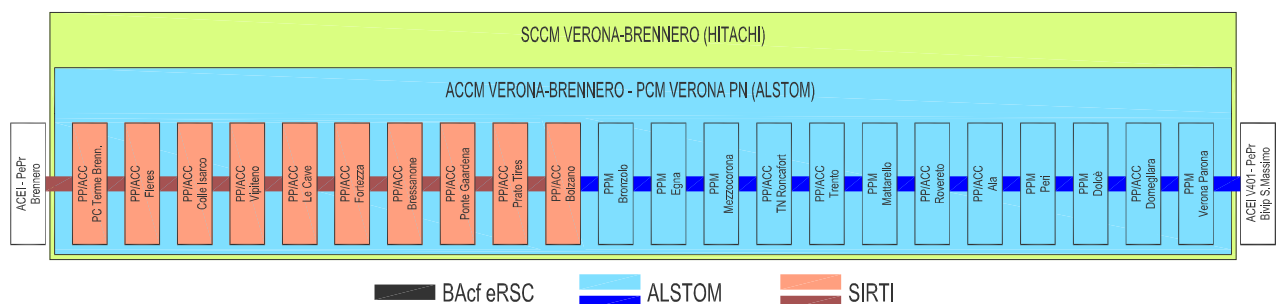 SCCM VERONA-BRENNERO (HITACHI)
ACCM VERONA-BRENNERO - PCM VERONA PN (ALSTOM)
ACEI - PePr
Brennero
PP/ACC
PC Terme Brenn,
PP/ACC
Fleres
PP/ACC
Colle Isarco
PP/ACC
Vipiteno
PP/ACC
Le Cave
PP/ACC
Fortezza
PP/ACC
Bressanone
PP/ACC
Ponte Gaardena
PP/ACC
Prato Tires
PP/ACC
Bolzano
PPM
Bronzolo
PPM
Egna
PPM
Mezzocorona
PP/ACC
TN Roncafort
PP/ACC
Trento
PPM
Mattarello
PP/ACC
Rovereto
PP/ACC
Ala
PPM
Peri
PPM
Dolcè
PP/ACC
Domegliara
PPM
Verona Parona
ACEI V401 - PePr
Bivip S.Massimo
BAcf eRSC
ALSTOM
SIRTI